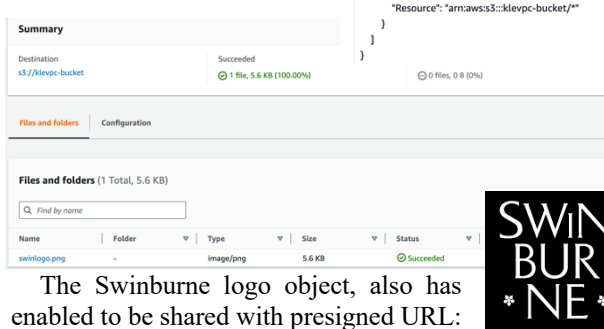 "Resource": "arn:aws:s3:::klevpc-bucket/*"
}
]
}
Summary
Destination
s3://klevpc-bucket
Succeeded
1 file, 5.6 KB (100.00%)
0 files, 0 B (0%)
Files and folders
Configuration
Files and folders (1 Total, 5.6 KB)
Find by name
Name Folder Type Size Status
swinlogo.png - image/png 5.6 KB Succeeded
SWIN
BUR
* NE *
The Swinburne logo object, also has
enabled to be shared with presigned URL: